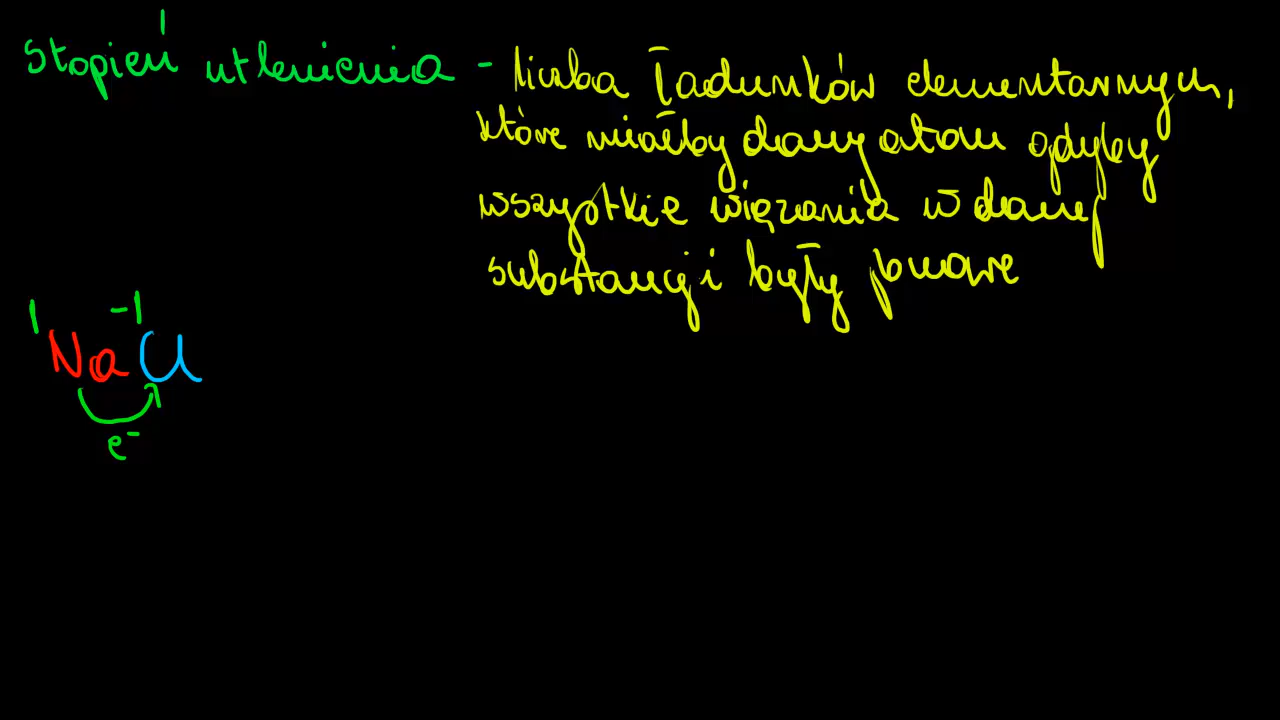 stopień utlenienia - liczba ładunków elementarnych,
które miałby dany atom gdyby
wszystkie wiązania w danej
substancji były jonowe
1 -1
NaCl
e-